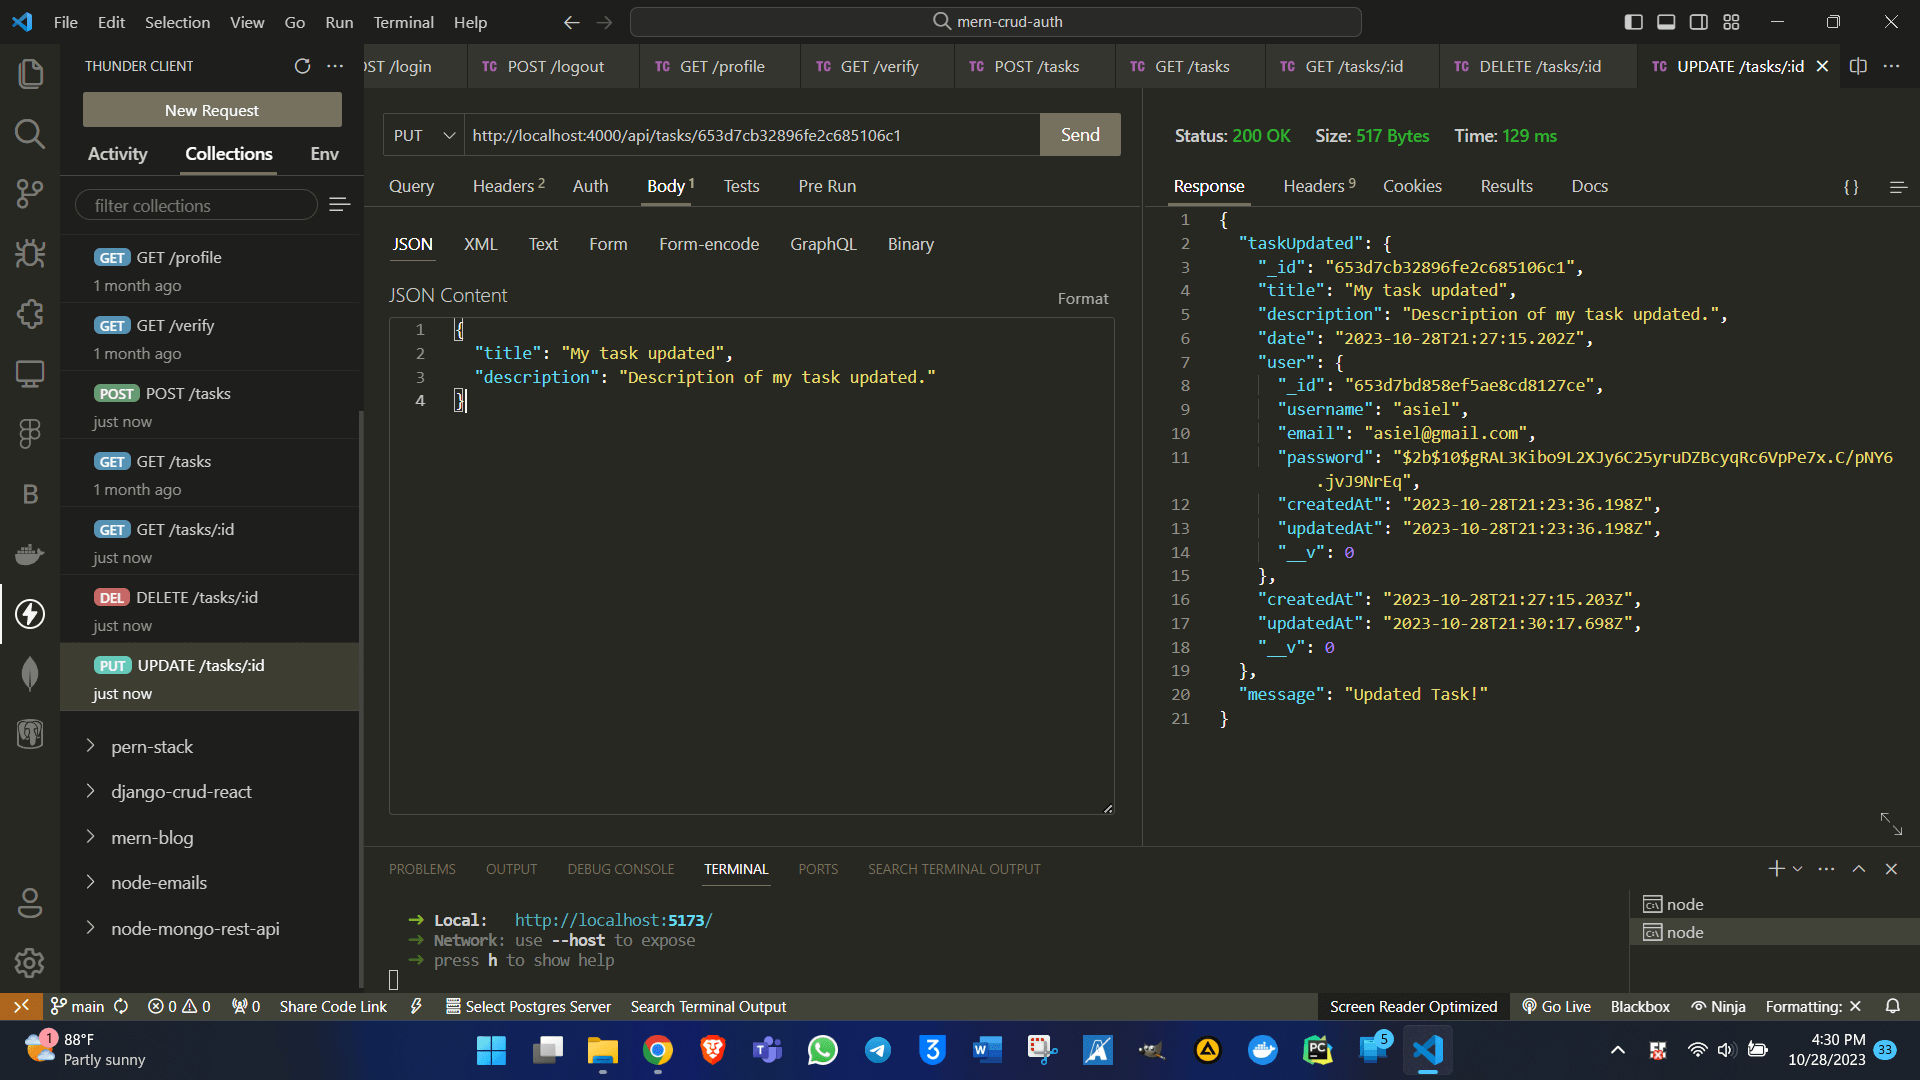 File Edit Selection View Go Run Terminal Help
mern-crud-auth
THUNDER CLIENT
New Request
Activity Collections Env
filter collections
GET GET /profile
1 month ago
GET GET /verify
1 month ago
POST POST /tasks
just now
GET GET /tasks
1 month ago
GET GET /tasks/:id
just now
DEL DELETE /tasks/:id
just now
PUT UPDATE /tasks/:id
just now
pern-stack
django-crud-react
mern-blog
node-emails
node-mongo-rest-api
B
OST /login TC POST /logout TC GET /profile TC GET /verify TC POST /tasks TC GET /tasks TC GET /tasks/:id TC DELETE /tasks/:id TC UPDATE /tasks/:id
PUT http://localhost:4000/api/tasks/653d7cb32896fe2c685106c1 Send
Query Headers 2 Auth Body 1 Tests Pre Run
JSON XML Text Form Form-encode GraphQL Binary
JSON Content
Format
1 {
2 "title": "My task updated",
3 "description": "Description of my task updated."
4 }
Status: 200 OK Size: 517 Bytes Time: 129 ms
Response Headers 9 Cookies Results Docs {}
1 {
2 "taskUpdated": {
3 "_id": "653d7cb32896fe2c685106c1",
4 "title": "My task updated",
5 "description": "Description of my task updated.",
6 "date": "2023-10-28T21:27:15.202Z",
7 "user": {
8 "_id": "653d7bd858ef5ae8cd8127ce",
9 "username": "asiel",
10 "email": "asiel@gmail.com",
11 "password": "$2b$10$gRAL3Kibo9L2XJy6C25yruDZBcyqRc6VpPe7x.C/pNY6
.jvJ9NrEq",
12 "createdAt": "2023-10-28T21:23:36.198Z",
13 "updatedAt": "2023-10-28T21:23:36.198Z",
14 "__v": 0
15 },
16 "createdAt": "2023-10-28T21:27:15.203Z",
17 "updatedAt": "2023-10-28T21:30:17.698Z",
18 "__v": 0
19 },
20 "message": "Updated Task!"
21 }
PROBLEMS OUTPUT DEBUG CONSOLE TERMINAL PORTS SEARCH TERMINAL OUTPUT
➜ Local: http://localhost:5173/
➜ Network: use --host to expose
➜ press h to show help
node
node
main 0 0 0 Share Code Link Select Postgres Server Search Terminal Output Screen Reader Optimized Go Live Blackbox Ninja Formatting: ✕
1 88°F
Partly sunny
3
W
PC
5
4:30 PM
10/28/2023
33